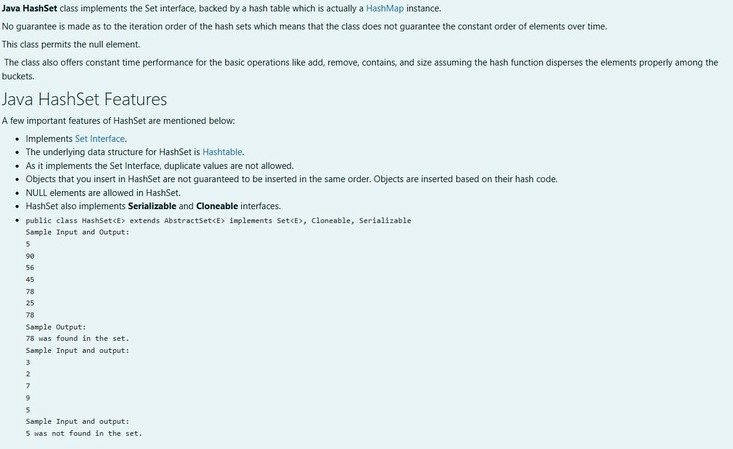 Java HashSet class implements the Set interface, backed by a hash table which is actually a HashMap instance.
No guarantee is made as to the iteration order of the hash sets which means that the class does not guarantee the constant order of elements over time.
This class permits the null element.
The class also offers constant time performance for the basic operations like add, remove, contains, and size assuming the hash function disperses the elements properly among the
buckets.
Java HashSet Features
A few important features of HashSet are mentioned below:
• Implements Set Interface.
• The underlying data structure for HashSet is Hashtable.
• As it implements the Set Interface, duplicate values are not allowed.
• Objects that you insert in HashSet are not guaranteed to be inserted in the same order. Objects are inserted based on their hash code.
• NULL elements are allowed in HashSet.
• HashSet also implements Serializable and Cloneable interfaces.
• public class HashSet<E> extends AbstractSet<E> implements Set<E>, Cloneable, Serializable
Sample Input and Output:
5
90
56
45
78
25
78
Sample Output:
78 was found in the set.
Sample Input and output:
3
2
7
9
5
Sample Input and output:
5 was not found in the set.